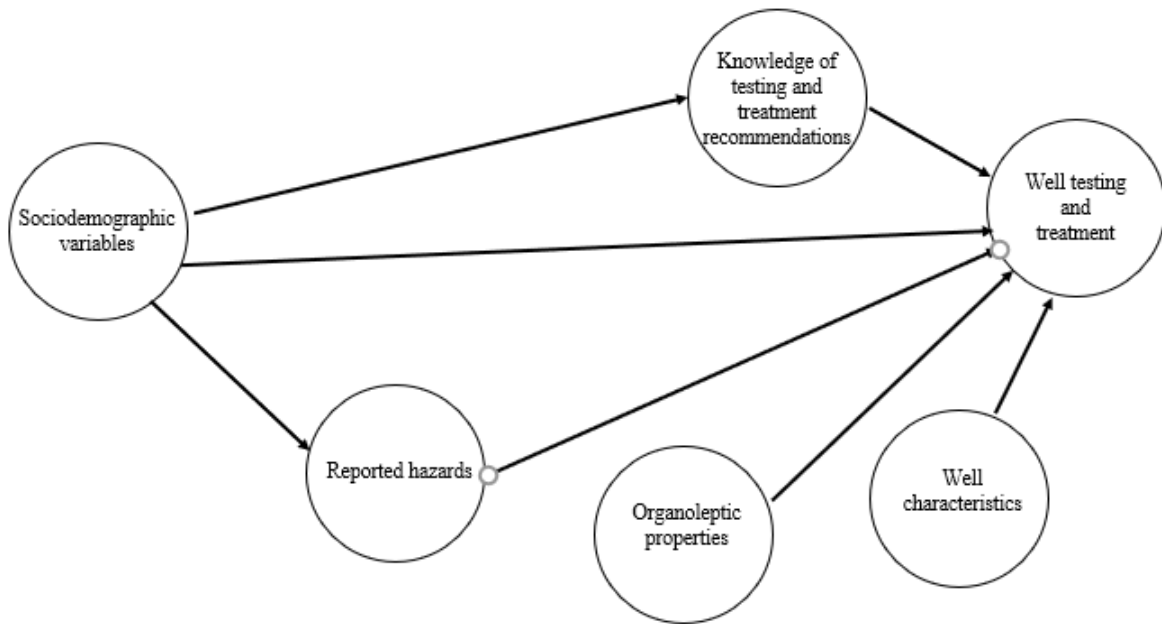 Knowledge of
testing and
treatment
recommendations
Well testing
and
treatment
Sociodemographic
variables
Reported hazards
Organoleptic
properties
Well
characteristics